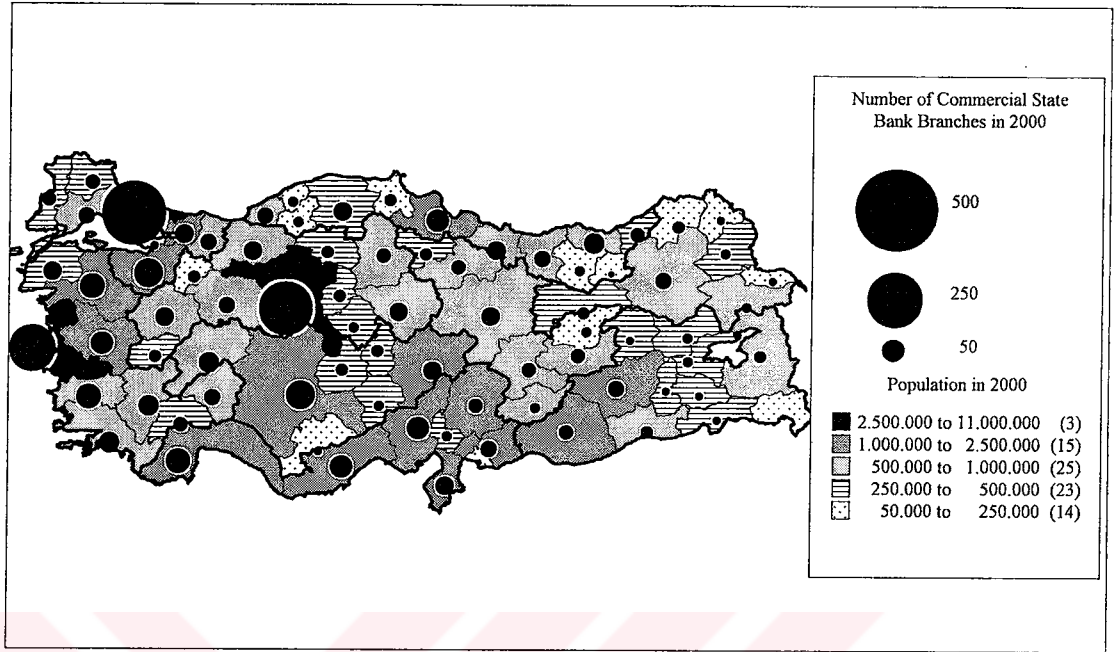 Number of Commercial State
Bank Branches in 2000
500
250
50
Population in 2000
2.500.000 to 11.000.000 (3)
1.000.000 to 2.500.000 (15)
500.000 to 1.000.000 (25)
250.000 to 500.000 (23)
50.000 to 250.000 (14)